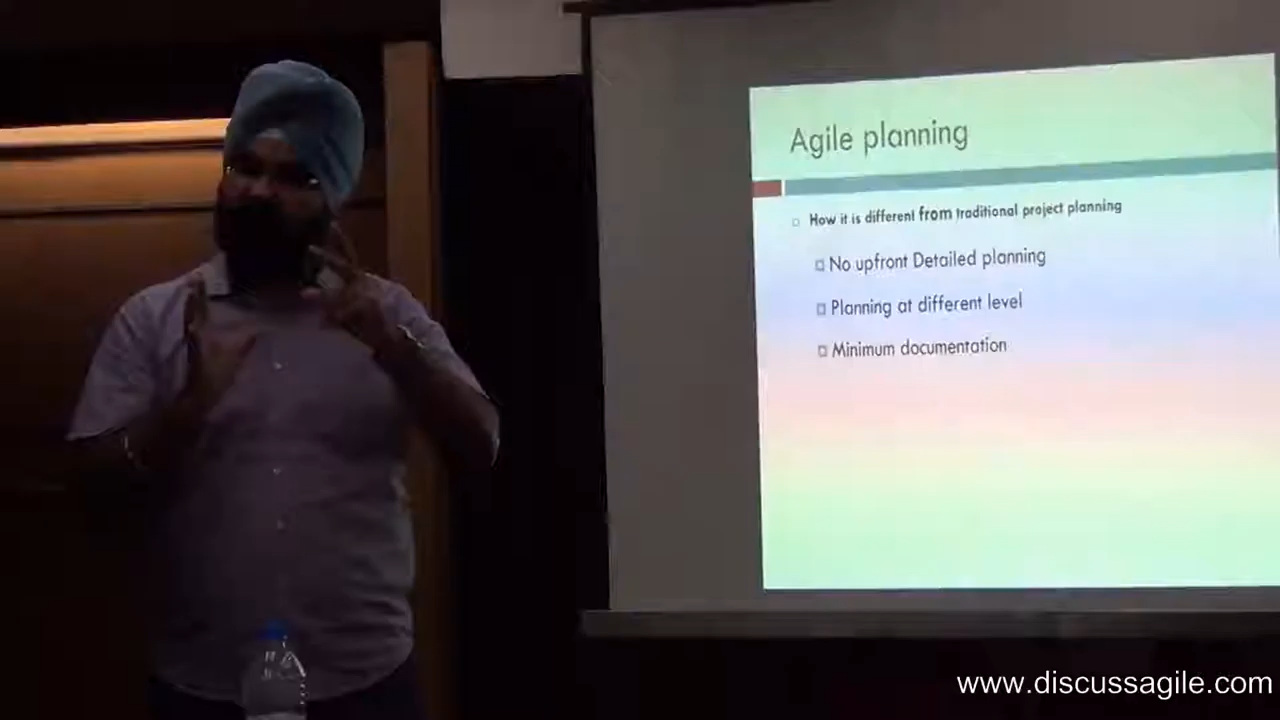 Agile planning
How it is different from traditional project planning
No upfront Detailed planning
Planning at different level
Minimum documentation
www.discussagile.com